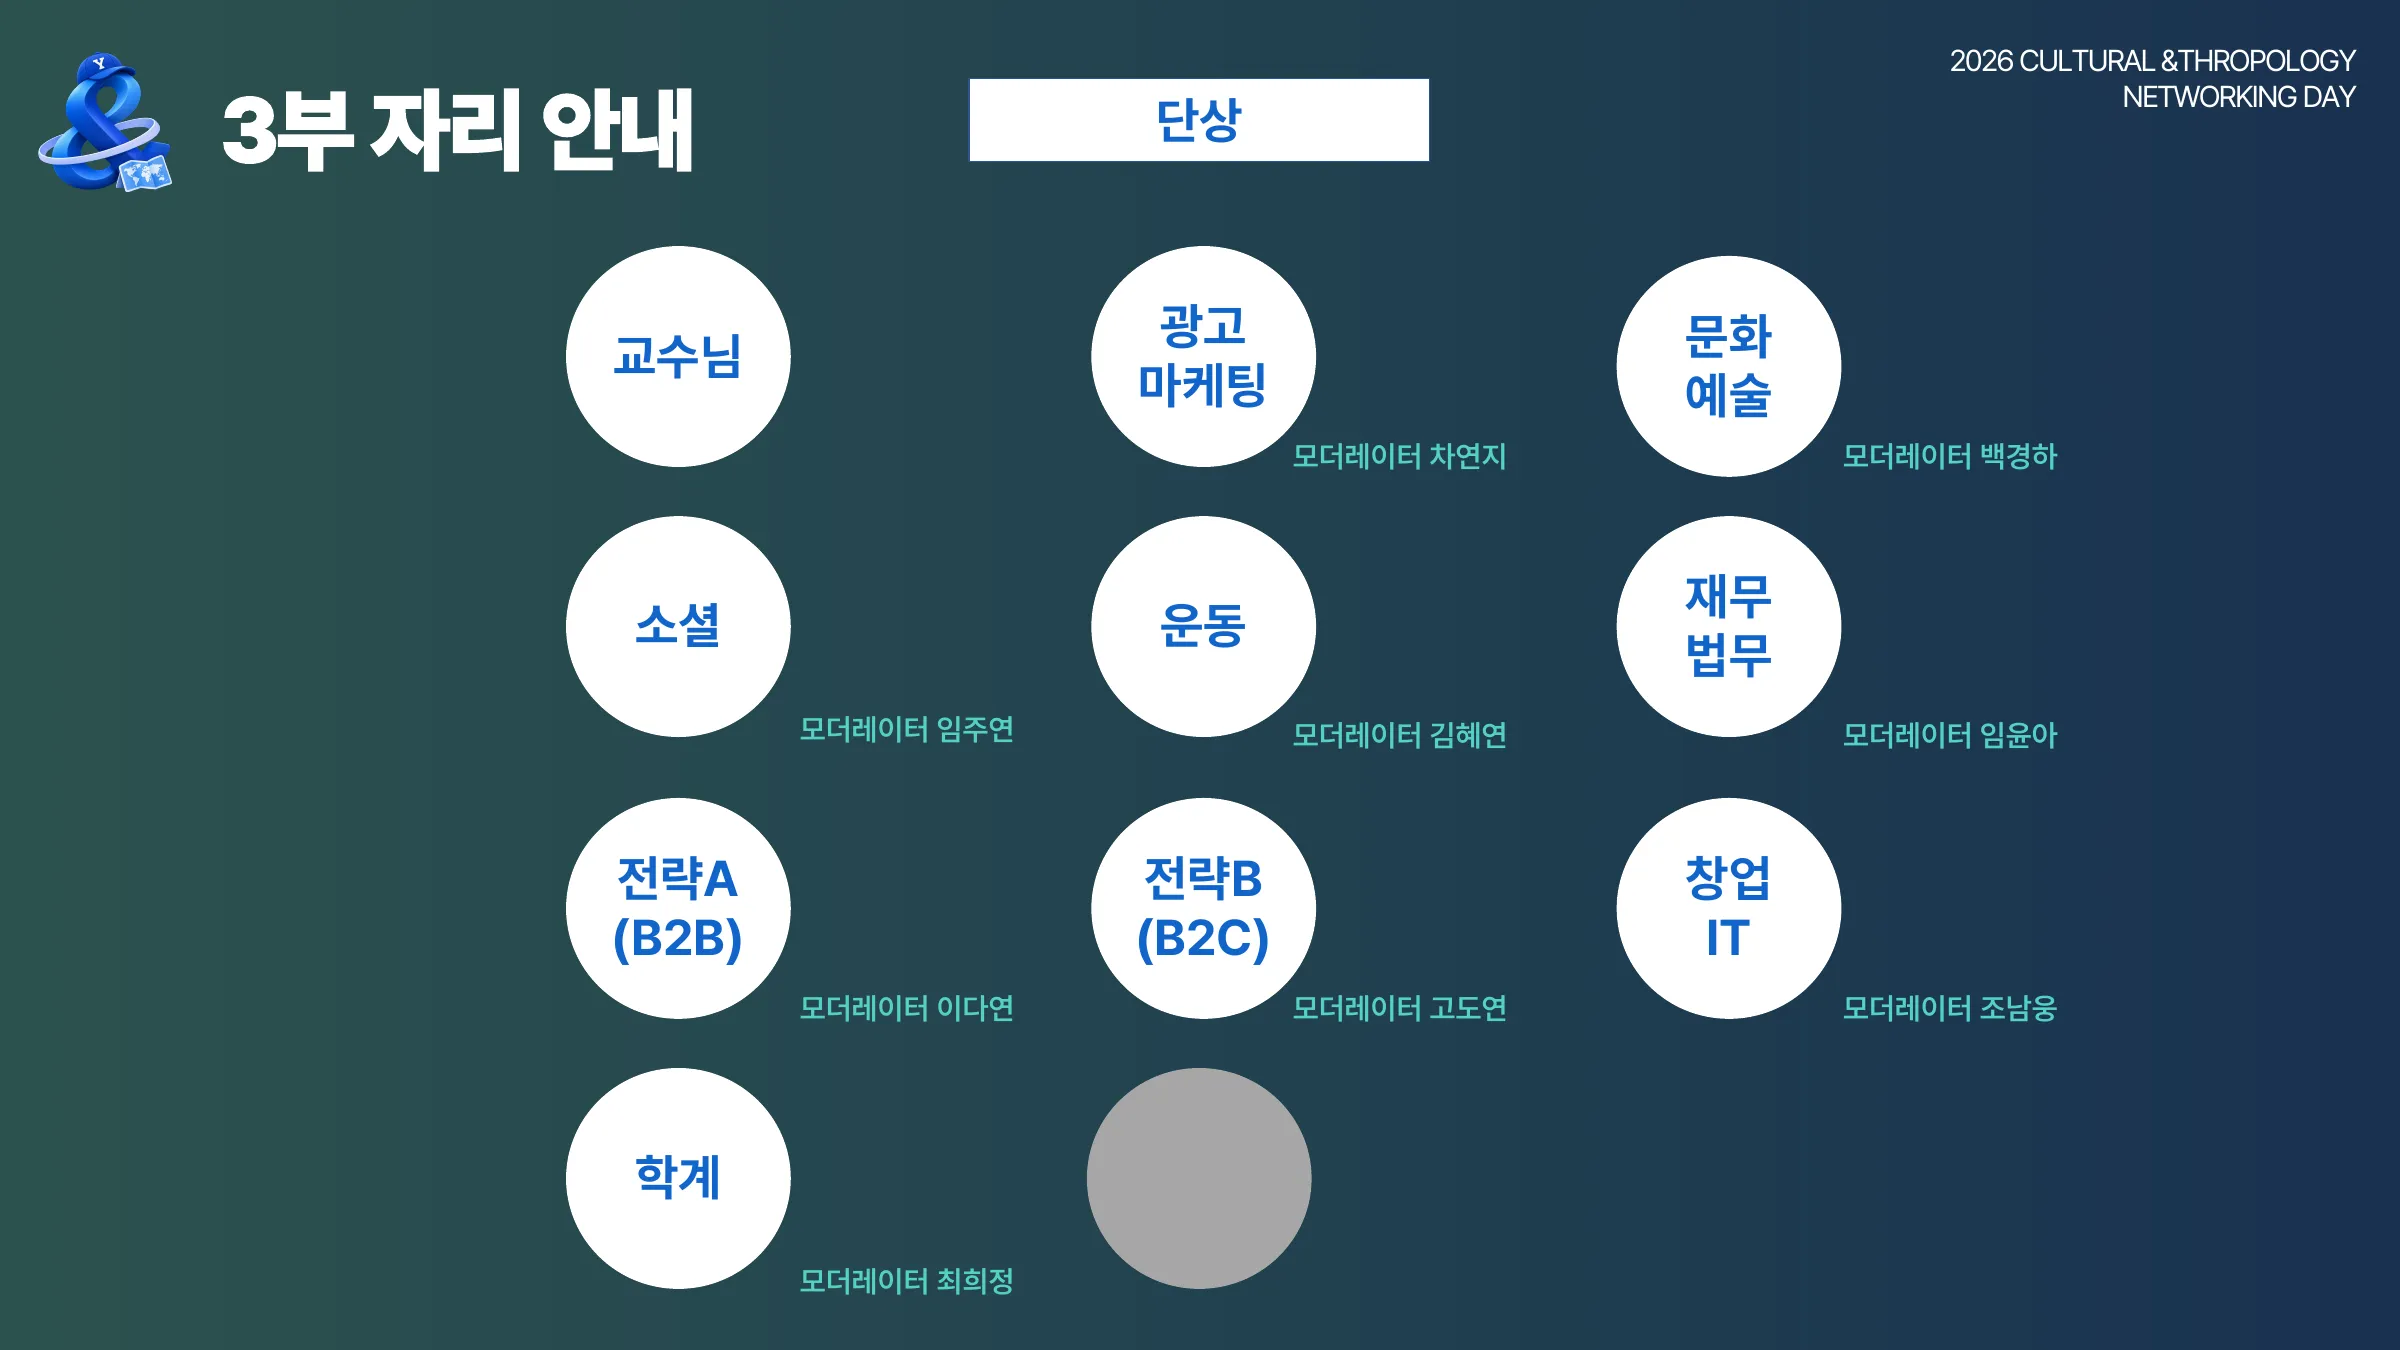 Y
3부 자리 안내
단상
2026 CULTURAL &THROPOLOGY
NETWORKING DAY
교수님
광고
마케팅
모더레이터 차연지
문화
예술
모더레이터 백경하
소셜
모더레이터 임주연
운동
모더레이터 김혜연
재무
법무
모더레이터 임윤아
전략A
(B2B)
모더레이터 이다연
전략B
(B2C)
모더레이터 고도연
창업
IT
모더레이터 조남웅
학계
모더레이터 최희정